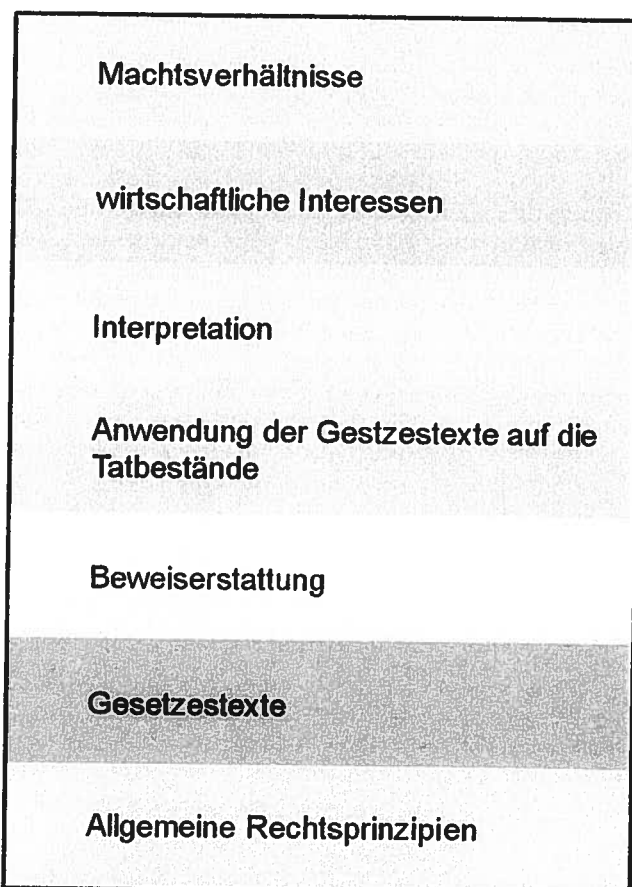 Machtsverhältnisse
wirtschaftliche Interessen
Interpretation
Anwendung der Gestzestexte auf die
Tatbestände
Beweiserstattung
Gesetzestexte
Allgemeine Rechtsprinzipien